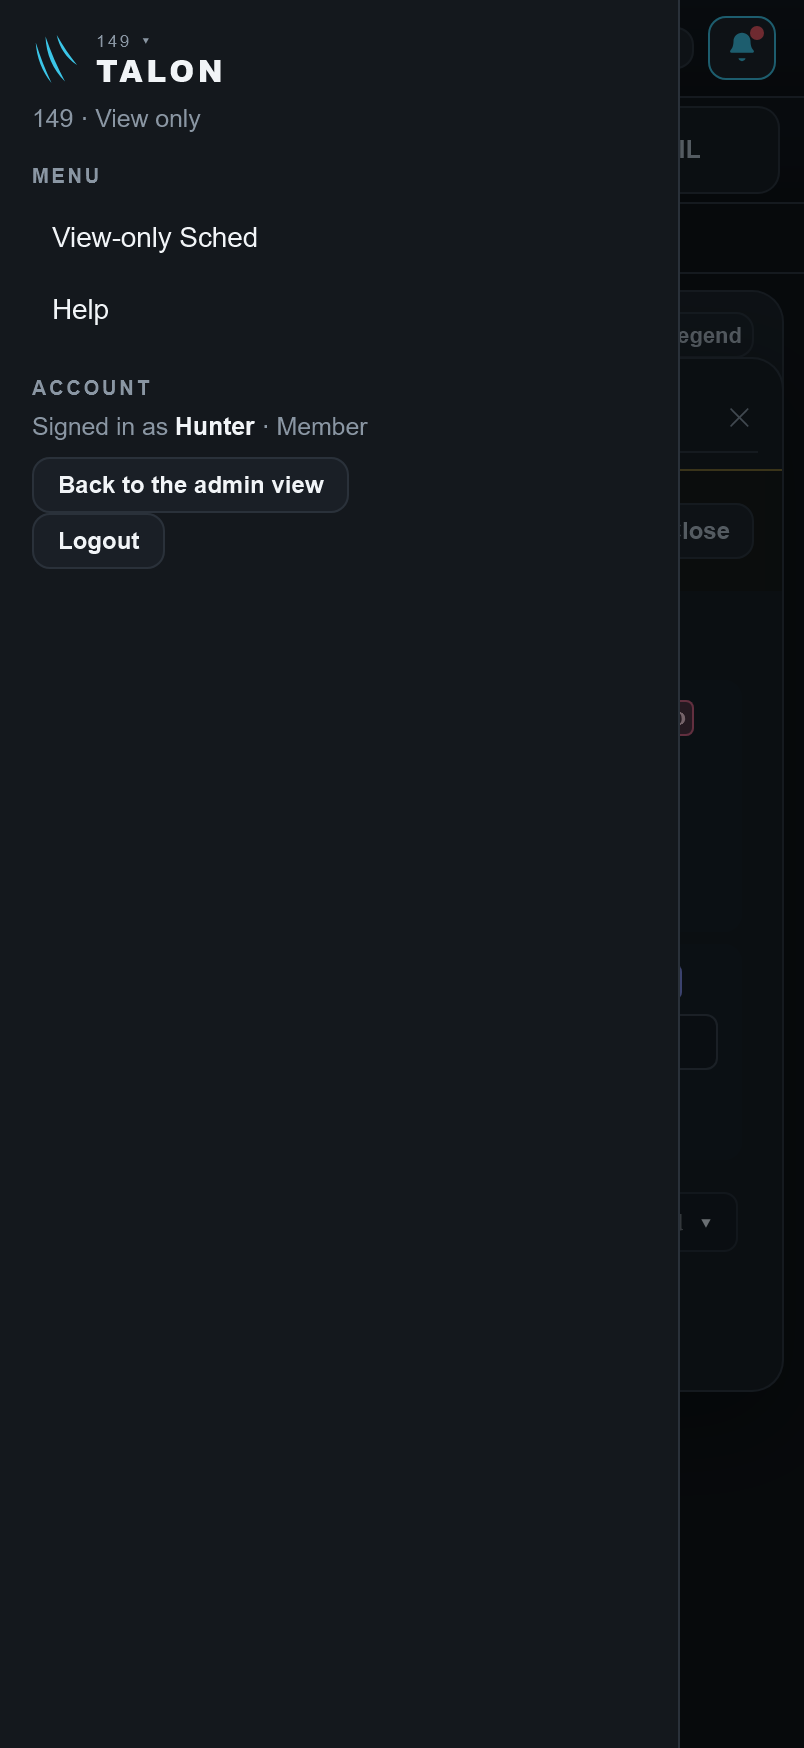 149 ▾
TALON
149 · View only
MENU
View-only Sched
Help
ACCOUNT
Signed in as Hunter · Member
Back to the admin view
Logout